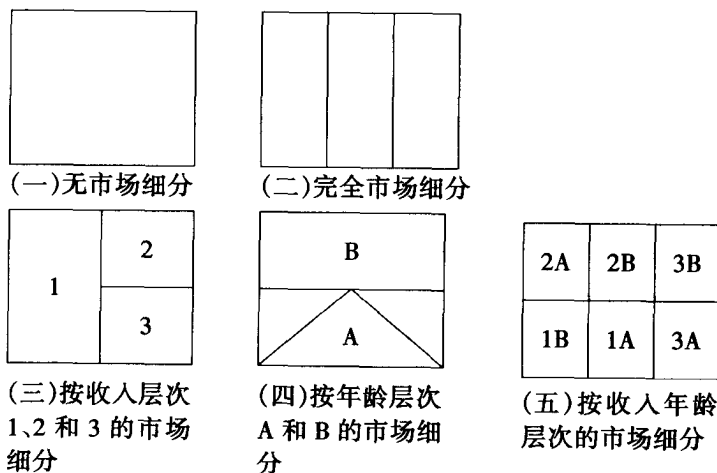 (一)无市场细分
(二)完全市场细分
1
2
3
B
A
2A 2B 3B
1B 1A 3A
(三)按收入层次
1、2 和 3 的市场
细分
(四)按年龄层次
A 和 B 的市场细
分
(五)按收入年龄
层次的市场细分